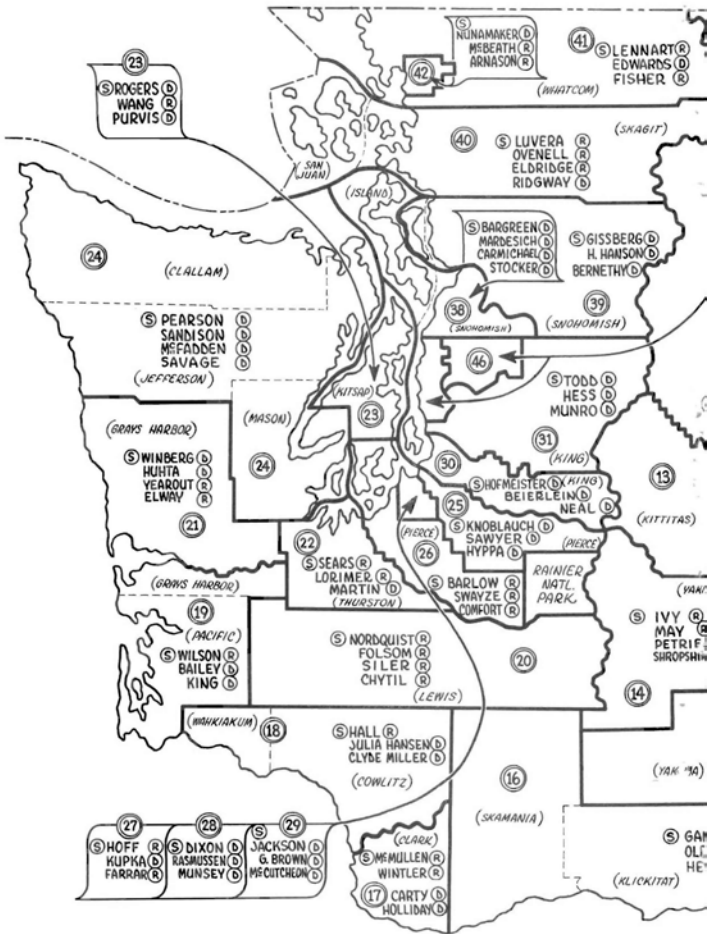 23
S ROGERS D
WANG R
PURVIS D
S
NUNAMAKER D
McBEATH R
ARNASON R
42
41
S LENNART R
EDWARDS D
FISHER R
(WHATCOM)
40
(SKAGIT)
S LUVERA R
OVENELL R
ELDRIDGE R
RIDGWAY D
(SAN JUAN)
(ISLAND)
24
(CLALLAM)
S BARGREEN D
MARDESICH D
CARMICHAEL D
STOCKER D
S GISSBERG D
H. HANSON D
BERNETHY D
38
(SNOHOMISH)
39
(SNOHOMISH)
S PEARSON D
SANDISON D
McFADDEN D
SAVAGE D
(JEFFERSON)
46
S TODD D
HESS D
MUNRO D
31
(KING)
(KITSAP)
23
(MASON)
24
(GRAYS HARBOR)
S WINBERG D
HUHTA D
YEAROUT R
ELWAY R
21
30
S HOFMEISTER D (KING)
BEIERLEIN D
NEAL D
13
(KITTITAS)
25
S KNOBLAUCH D
SAWYER D
HYPPA D
(PIERCE)
(PIERCE)
26
S BARLOW R
SWAYZE R
COMFORT R
RAINIER
NATL.
PARK
22
S SEARS R
LORIMER R
MARTIN D
(THURSTON)
(GRAYS HARBOR)
19
(PACIFIC)
S WILSON R
BAILEY D
KING D
S NORDQUIST R
FOLSOM R
SILER R
CHYTIL R
(LEWIS)
20
S IVY R
MAY R
14
(WAHKIAKUM)
18
S HALL R
JULIA HANSEN D
CLYDE MILLER D
(COWLITZ)
16
(SKAMANIA)
27
S HOFF R
KUPKA D
FARRAR R
28
S DIXON D
RASMUSSEN D
MUNSEY D
29
S
JACKSON D
G. BROWN D
McCUTCHEON D
(CLARK)
S McMULLEN R
WINTLER R
17 CARTY D
HOLLIDAY D
S
(KLICKITAT)